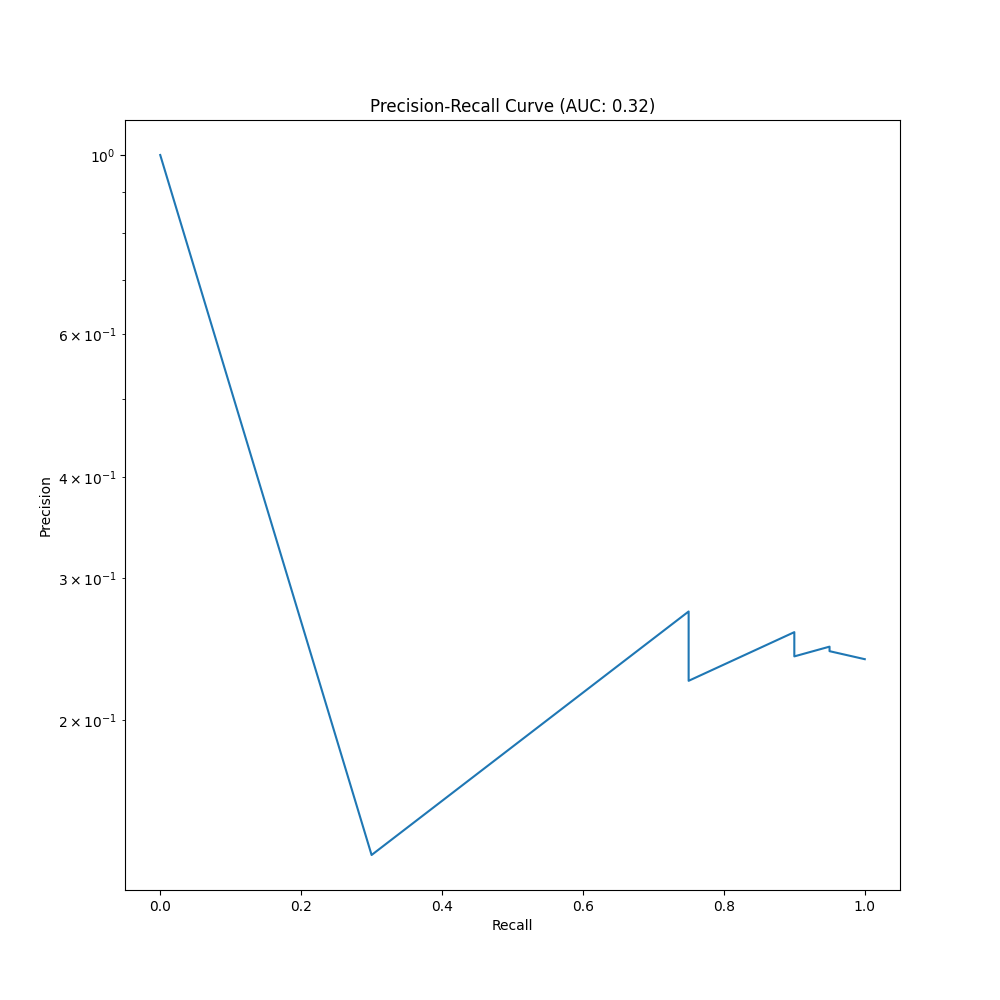 Precision-Recall Curve (AUC: 0.32)
10⁰
6 × 10⁻¹
4 × 10⁻¹
3 × 10⁻¹
2 × 10⁻¹
Precision
0.0 0.2 0.4 0.6 0.8 1.0
Recall